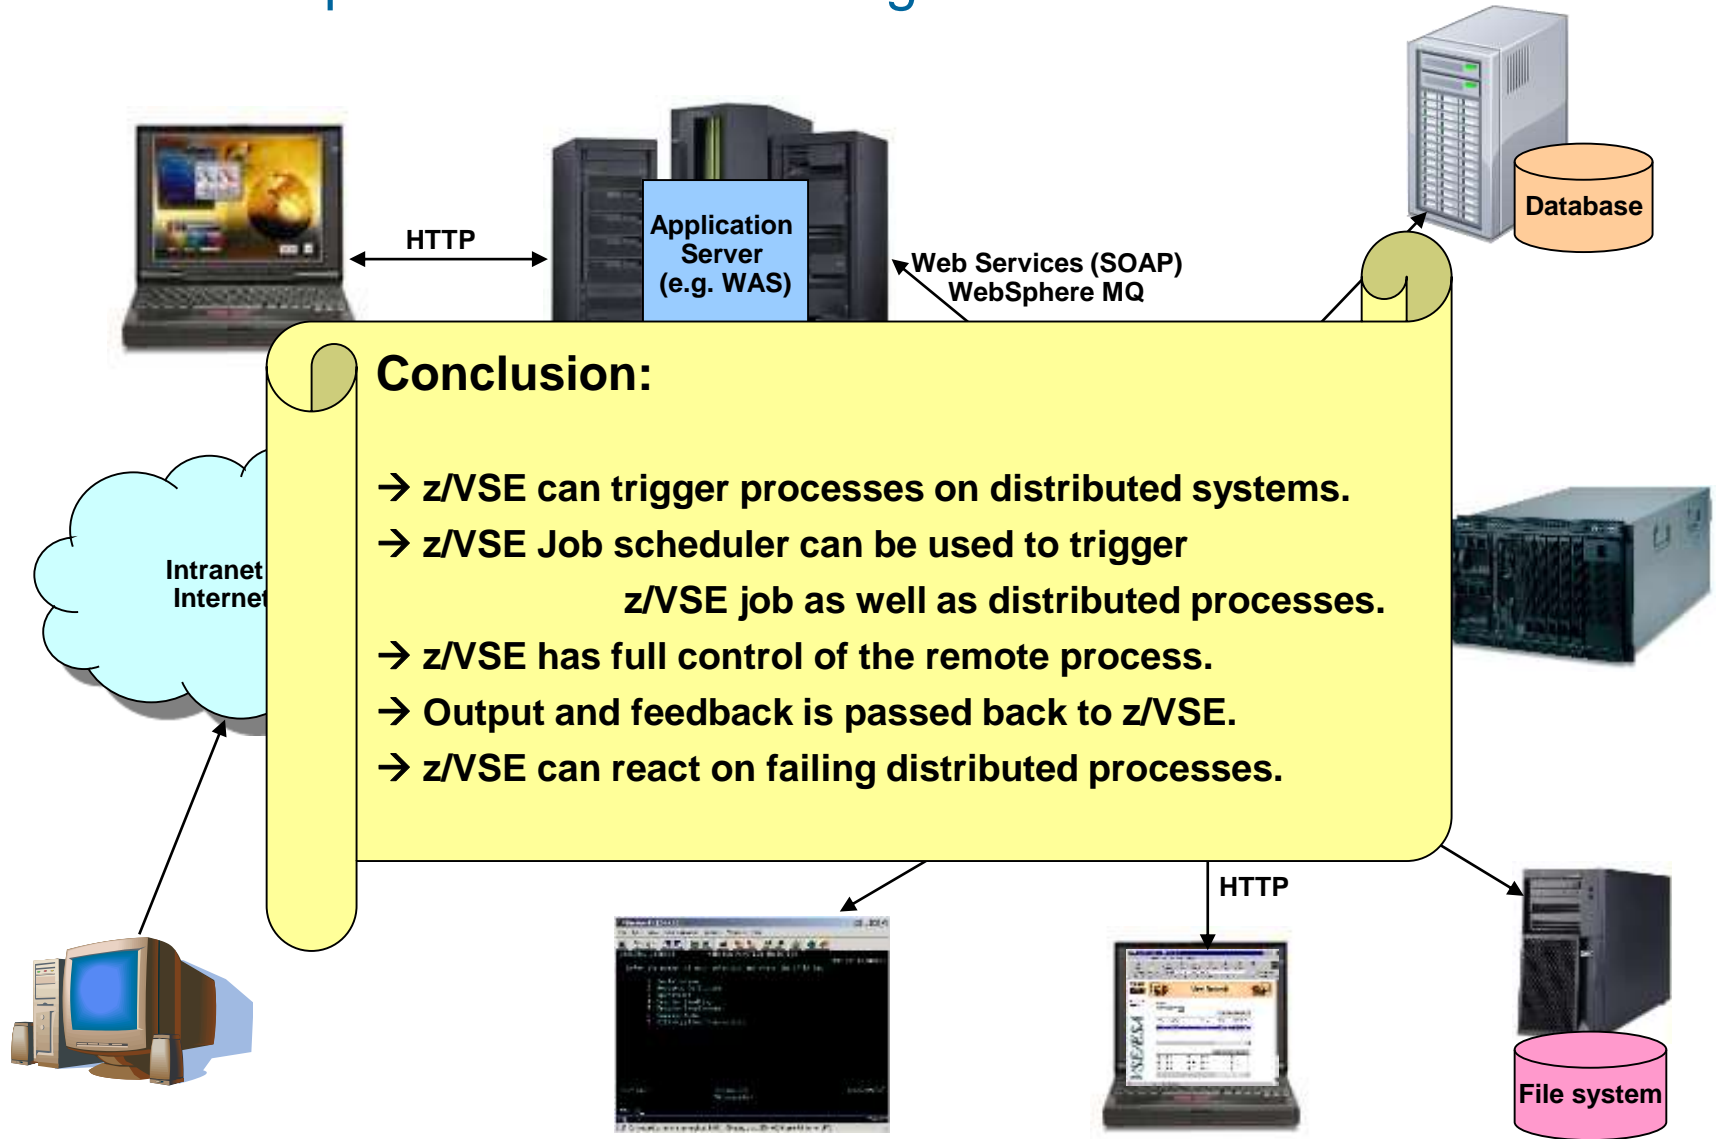 HTTP
Application
Server
(e.g. WAS)
Web Services (SOAP)
WebSphere MQ
Database
Conclusion:
→ z/VSE can trigger processes on distributed systems.
→ z/VSE Job scheduler can be used to trigger
z/VSE job as well as distributed processes.
→ z/VSE has full control of the remote process.
→ Output and feedback is passed back to z/VSE.
→ z/VSE can react on failing distributed processes.
Intranet
Internet
HTTP
VSE/ESA
File system